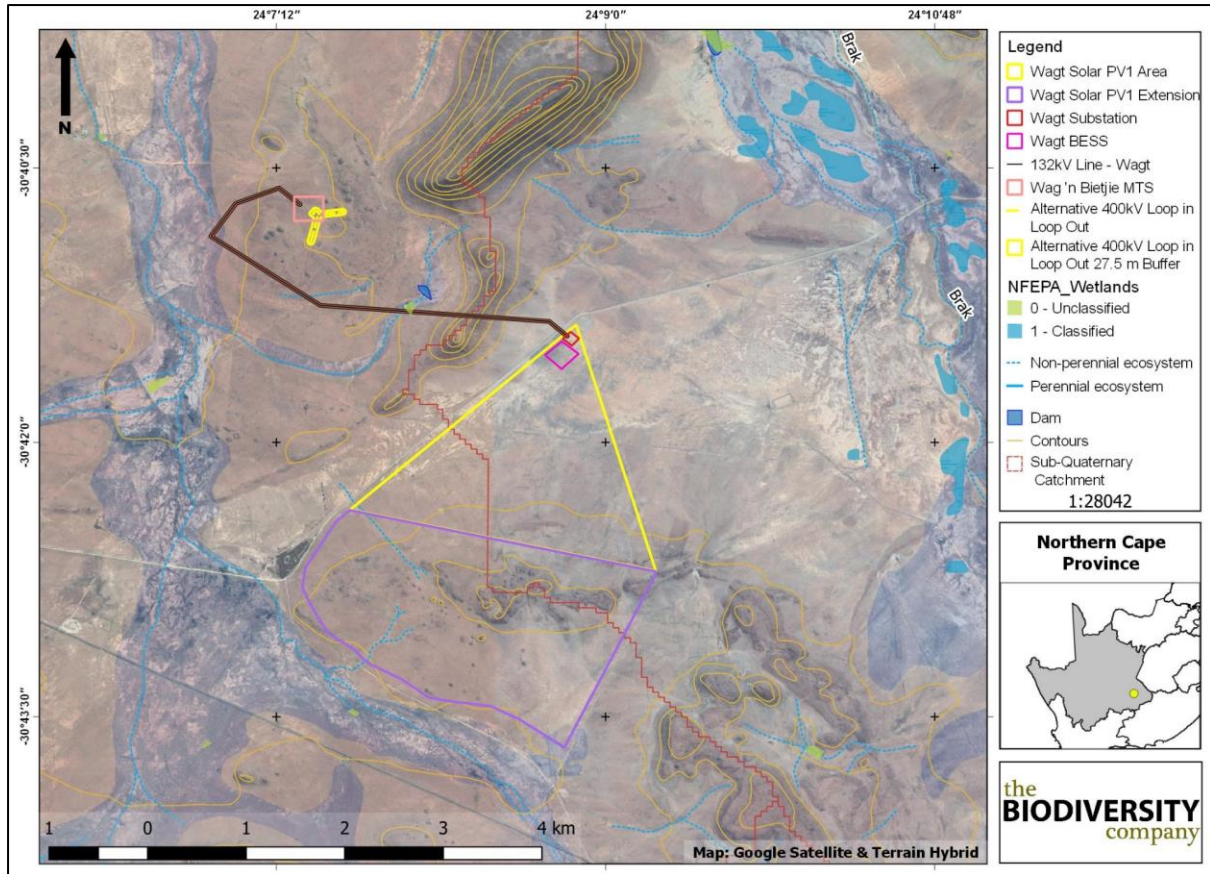 24°7'12"
24°9'0"
24°10'48"
-30°40'30"
-30°42'0"
-30°43'30"
N
Brak
Brak
1 0 1 2 3 4 km
Map: Google Satellite & Terrain Hybrid
Legend
Wagt Solar PV1 Area
Wagt Solar PV1 Extension
Wagt Substation
Wagt BESS
132kV Line - Wagt
Wag 'n Bietjie MTS
Alternative 400kV Loop in
Loop Out
Alternative 400kV Loop in
Loop Out 27.5 m Buffer
NFEPA_Wetlands
0 - Unclassified
1 - Classified
Non-perennial ecosystem
Perennial ecosystem
Dam
Contours
Sub-Quaternary
Catchment
1:28042
Northern Cape
Province
the
BIODIVERSITY
company